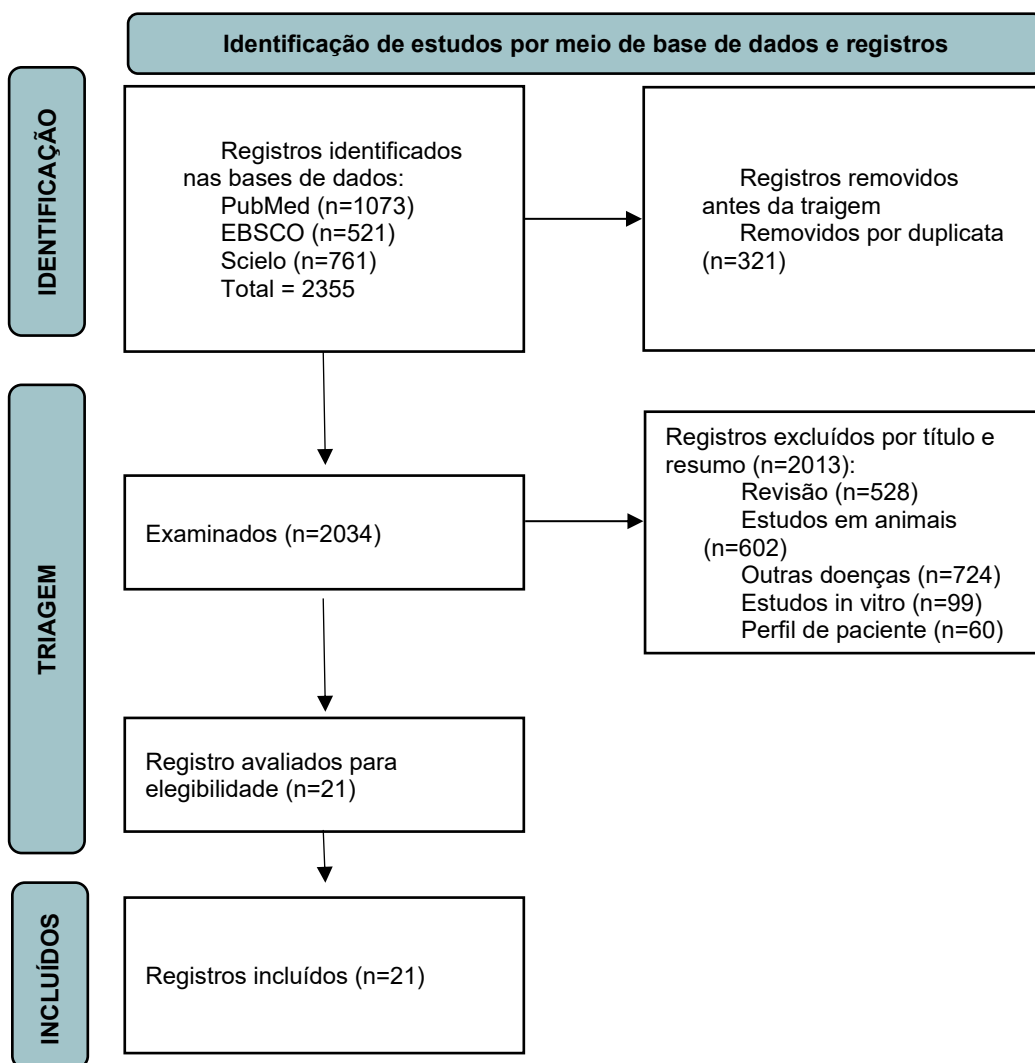 Identificação de estudos por meio de base de dados e registros
IDENTIFICAÇÃO
Registros identificados
nas bases de dados:
PubMed (n=1073)
EBSCO (n=521)
Scielo (n=761)
Total = 2355
Registros removidos
antes da traigem
Removidos por duplicata
(n=321)
TRIAGEM
Examinados (n=2034)
Registros excluídos por título e
resumo (n=2013):
Revisão (n=528)
Estudos em animais
(n=602)
Outras doenças (n=724)
Estudos in vitro (n=99)
Perfil de paciente (n=60)
Registro avaliados para
elegibilidade (n=21)
INCLUÍDOS
Registros incluídos (n=21)